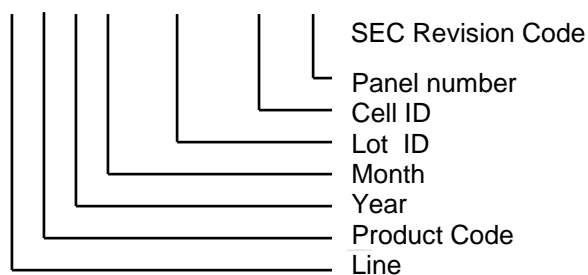 SEC Revision Code
Panel number
Cell ID
Lot ID
Month
Year
Product Code
Line